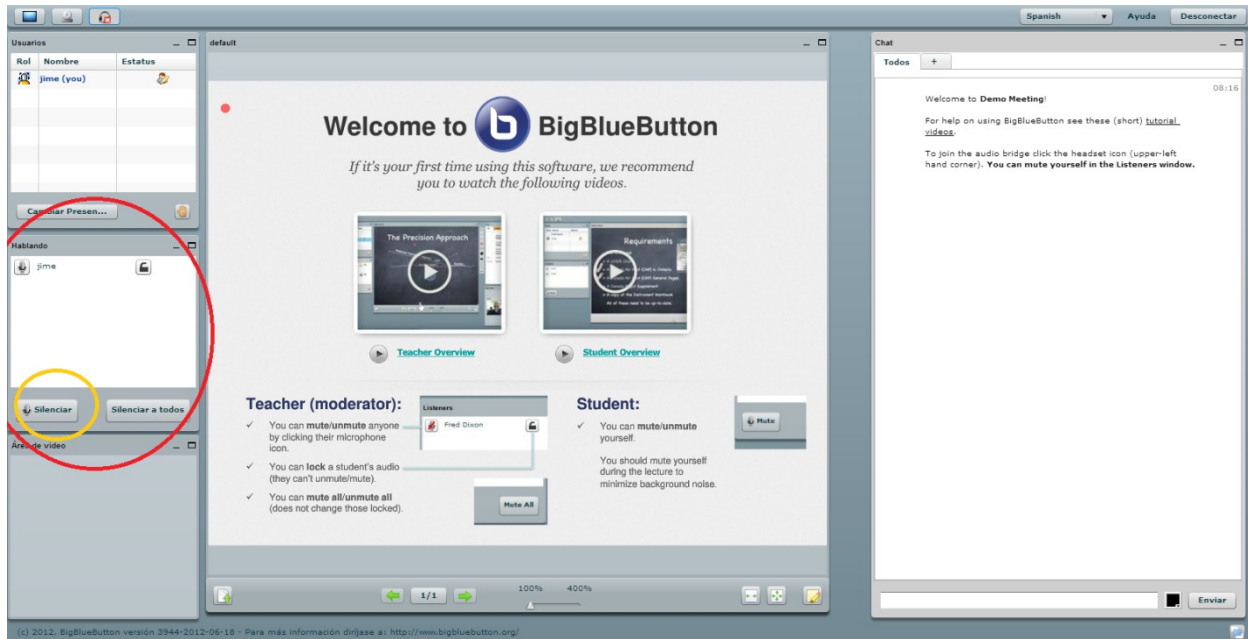 Spanish
Ayuda
Desconectar
Usuarios
Rol Nombre Estatus
jime (you)
Cambiar Presen...
Hablando
jime
Silenciar
Silenciar a todos
Área de video
default
Welcome to b BigBlueButton
If it's your first time using this software, we recommend
you to watch the following videos.
The Precision Approach
Requirements
Teacher Overview
Student Overview
Teacher (moderator):
✓ You can mute/unmute anyone
by clicking their microphone
icon.
✓ You can lock a student's audio
(they can't unmute/mute).
✓ You can mute all/unmute all
(does not change those locked).
Listeners
Fred Dixon
Mute All
Student:
✓ You can mute/unmute
yourself.
You should mute yourself
during the lecture to
minimize background noise.
Mute
1/1
100% 400%
Chat
Todos +
08:16
Welcome to Demo Meeting!
For help on using BigBlueButton see these (short) tutorial
videos.
To join the audio bridge click the headset icon (upper-left
hand corner). You can mute yourself in the Listeners window.
Enviar
(c) 2012, BigBlueButton versión 3944-2012-06-18 - Para más información diríjase a: http://www.bigbluebutton.org/